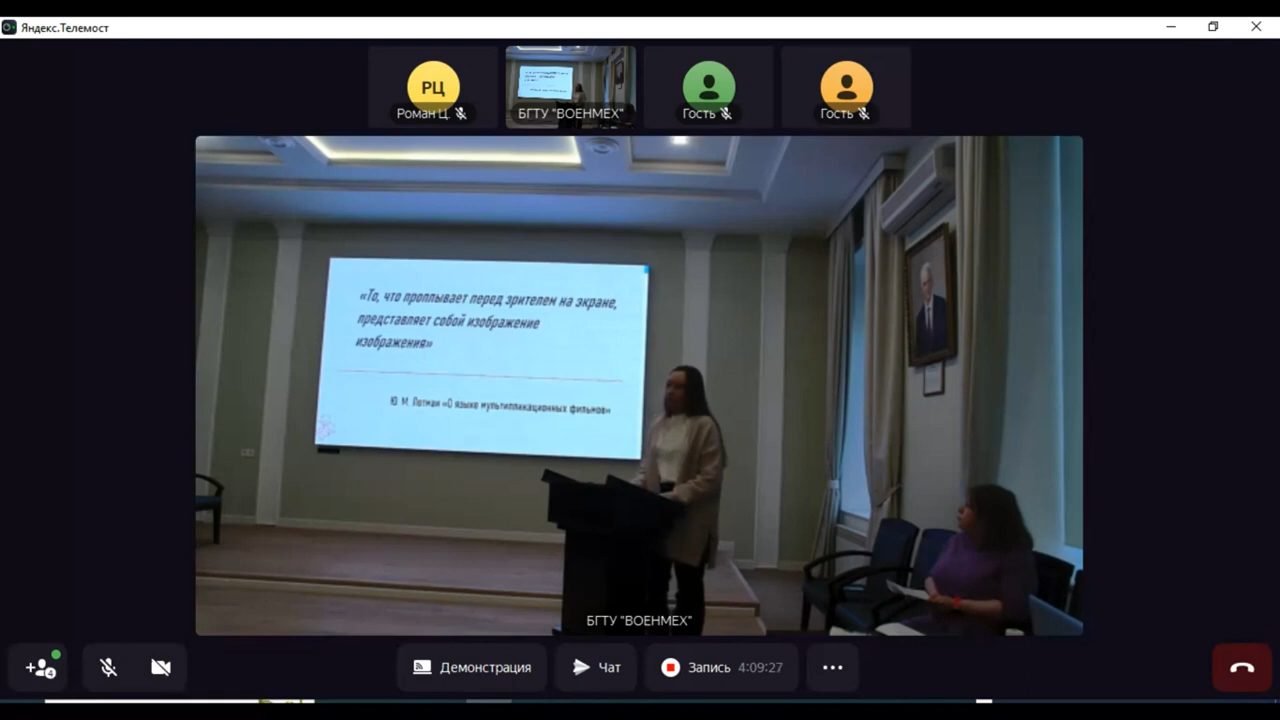 Яндекс.Телемост
РЦ
Роман Ц.
БГТУ "ВОЕНМЕХ"
Гость
Гость
«То, что проплывает перед зрителем на экране,
представляет собой изображение
изображения»
Ю. М. Лотман «О языке мультипликационных фильмов»
БГТУ "ВОЕНМЕХ"
4
Демонстрация
Чат
Запись 4:09:27